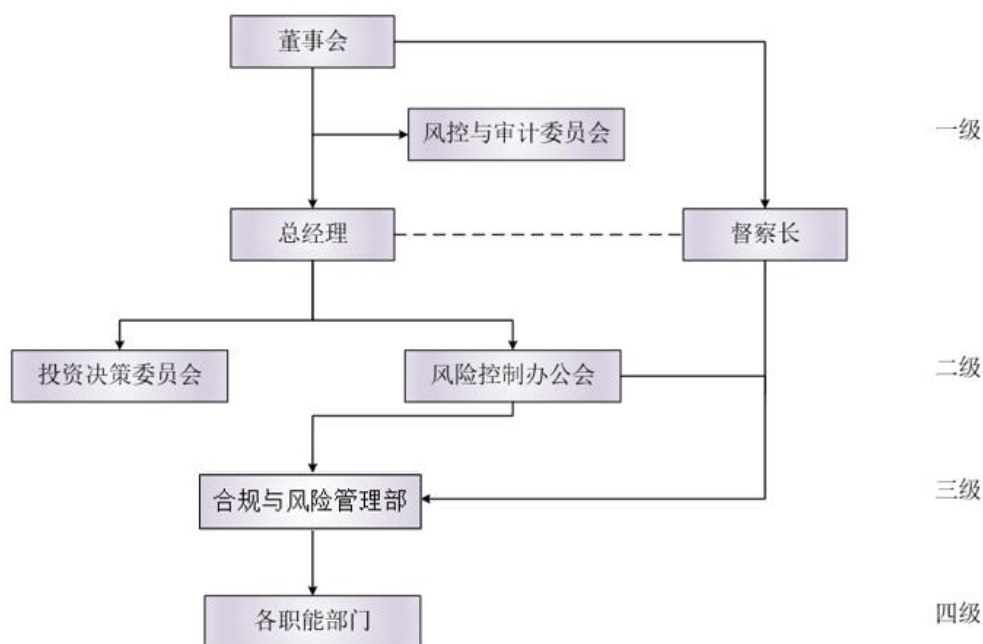 董事会
风控与审计委员会
一级
总经理
督察长
投资决策委员会
风险控制办公会
二级
合规与风险管理部
三级
各职能部门
四级